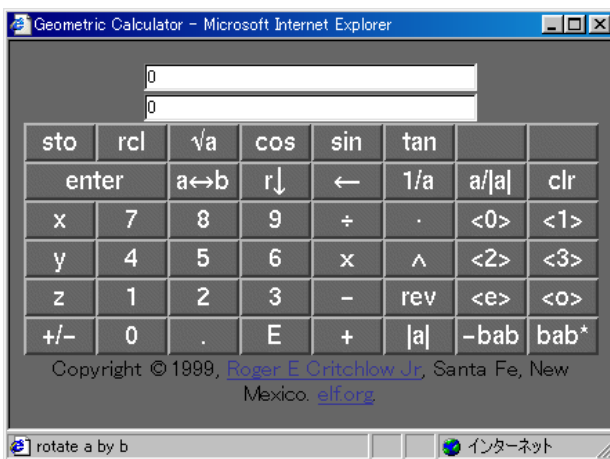 Geometric Calculator - Microsoft Internet Explorer
0
0
sto rcl √a cos sin tan
enter a↔b r↓ ← 1/a a/|a| clr
x 7 8 9 ÷ · <0> <1>
y 4 5 6 x ∧ <2> <3>
z 1 2 3 − rev <e> <o>
+/− 0 . E + |a| −bab bab*
Copyright © 1999, Roger E Critchlow Jr, Santa Fe, New
Mexico. elf.org
rotate a by b インターネット